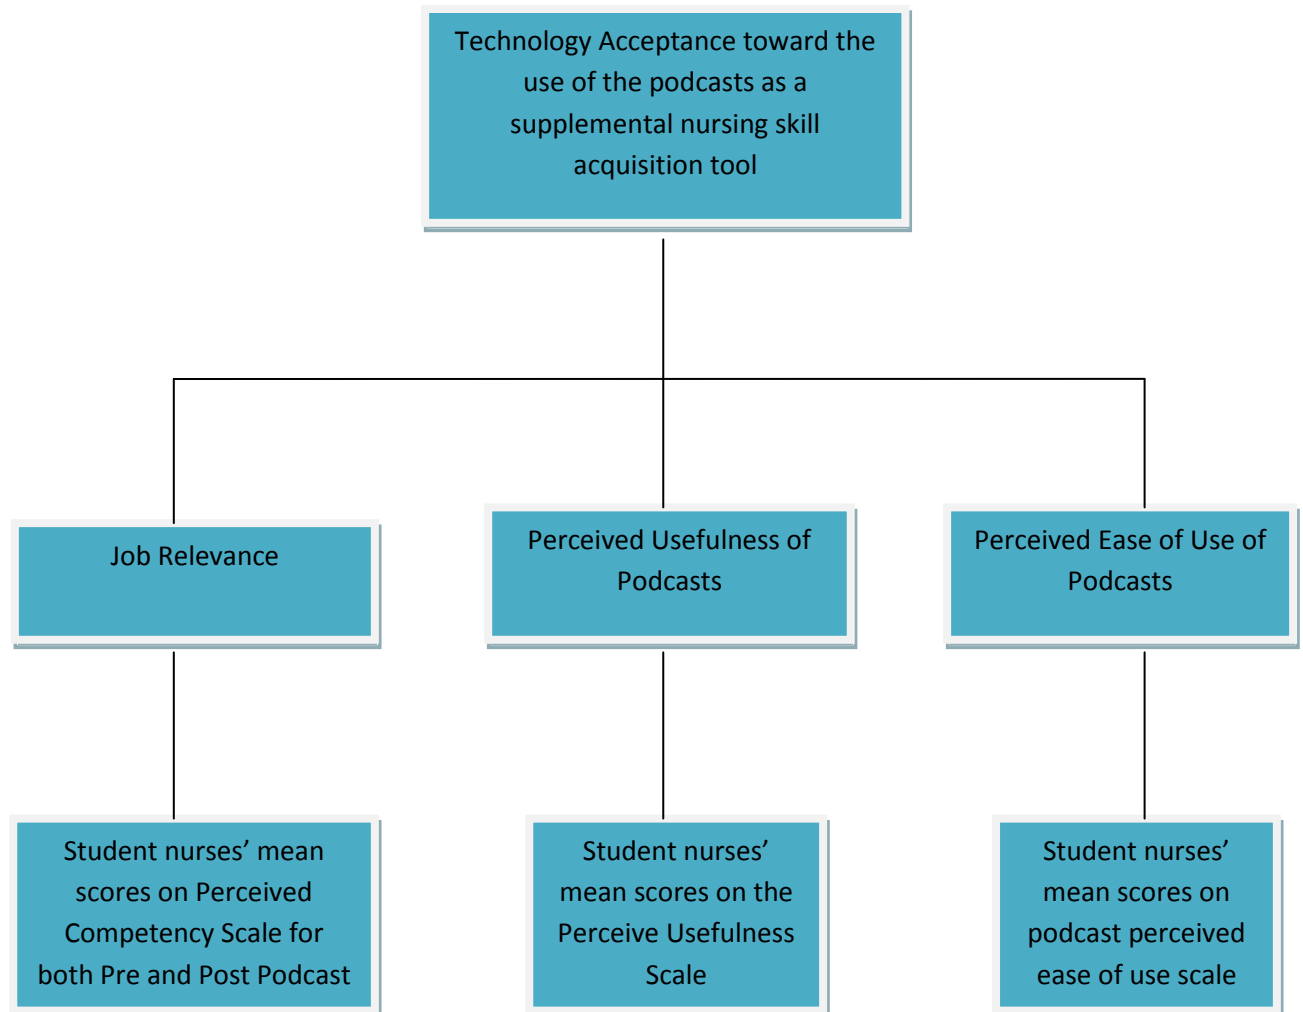 Technology Acceptance toward the
use of the podcasts as a
supplemental nursing skill
acquisition tool
Job Relevance
Perceived Usefulness of
Podcasts
Perceived Ease of Use of
Podcasts
Student nurses’ mean
scores on Perceived
Competency Scale for
both Pre and Post Podcast
Student nurses’
mean scores on the
Perceive Usefulness
Scale
Student nurses’
mean scores on
podcast perceived
ease of use scale